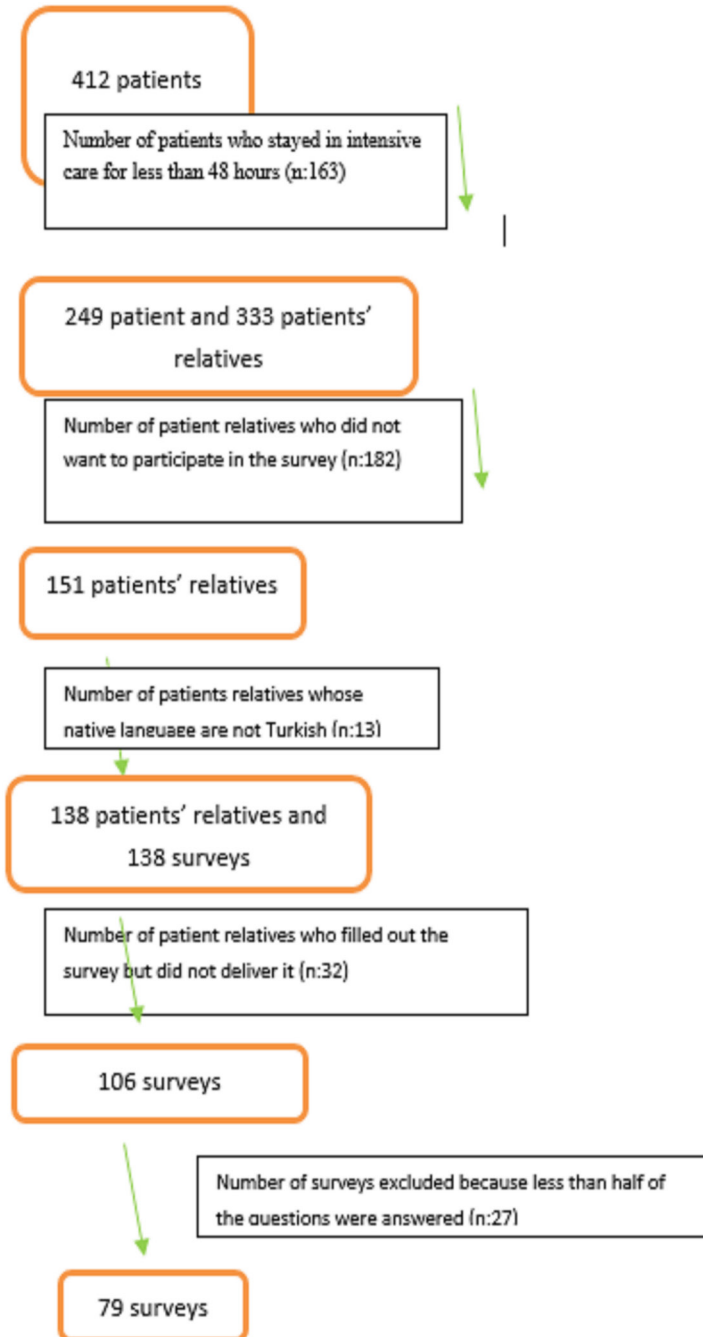 412 patients
Number of patients who stayed in intensive
care for less than 48 hours (n:163)
249 patient and 333 patients’
relatives
Number of patient relatives who did not
want to participate in the survey (n:182)
151 patients’ relatives
Number of patients relatives whose
native language are not Turkish (n:13)
138 patients’ relatives and
138 surveys
Number of patient relatives who filled out the
survey but did not deliver it (n:32)
106 surveys
Number of surveys excluded because less than half of
the questions were answered (n:27)
79 surveys